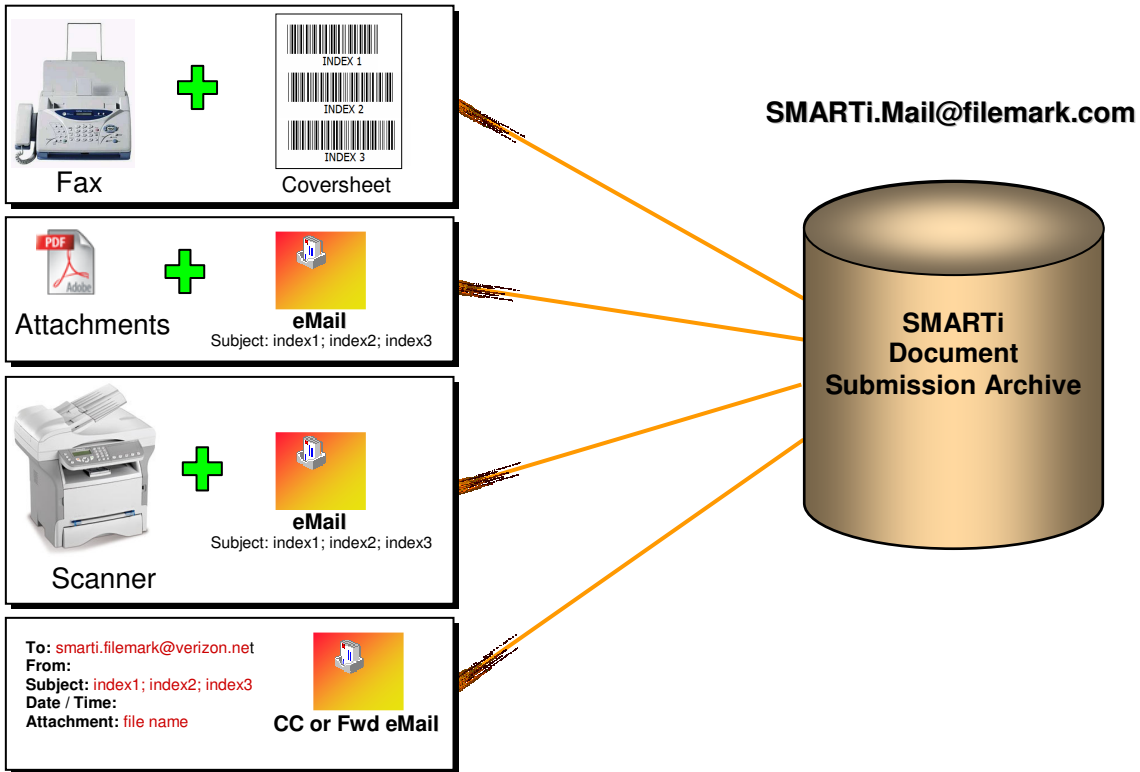 INDEX 1
INDEX 2
INDEX 3
Fax
Coversheet
PDF
Adobe
Attachments
eMail
Subject: index1; index2; index3
eMail
Subject: index1; index2; index3
Scanner
To: smarti.filemark@verizon.net
From:
Subject: index1; index2; index3
Date / Time:
Attachment: file name
CC or Fwd eMail
SMARTi.Mail@filemark.com
SMARTi
Document
Submission Archive